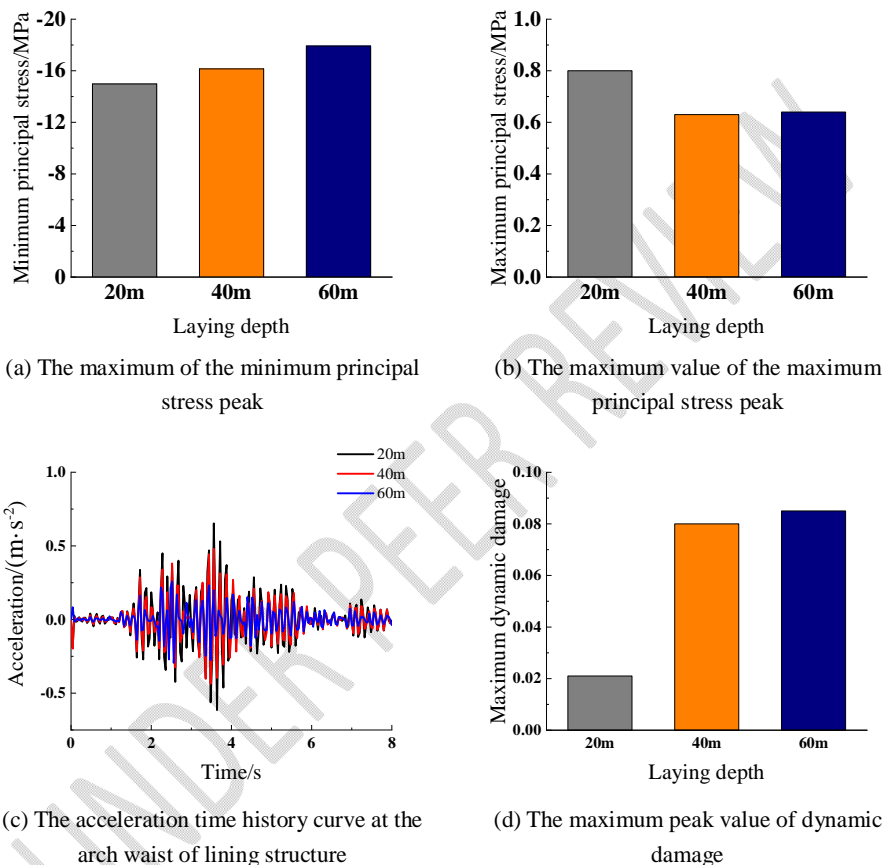 -20
-16
-12
-8
-4
0
Minimum principal stress/MPa
20m 40m 60m
Laying depth
(a) The maximum of the minimum principal
stress peak
1.0
0.8
0.6
0.4
0.2
0.0
Maximum principal stress/MPa
20m 40m 60m
Laying depth
(b) The maximum value of the maximum
principal stress peak
20m
40m
60m
1.0
0.5
0.0
-0.5
Acceleration/(m·s⁻²)
0 2 4 6 8
Time/s
(c) The acceleration time history curve at the
arch waist of lining structure
0.10
0.08
0.06
0.04
0.02
0.00
Maximum dynamic damage
20m 40m 60m
Laying depth
(d) The maximum peak value of dynamic
damage
UNDER PEER REVIEW